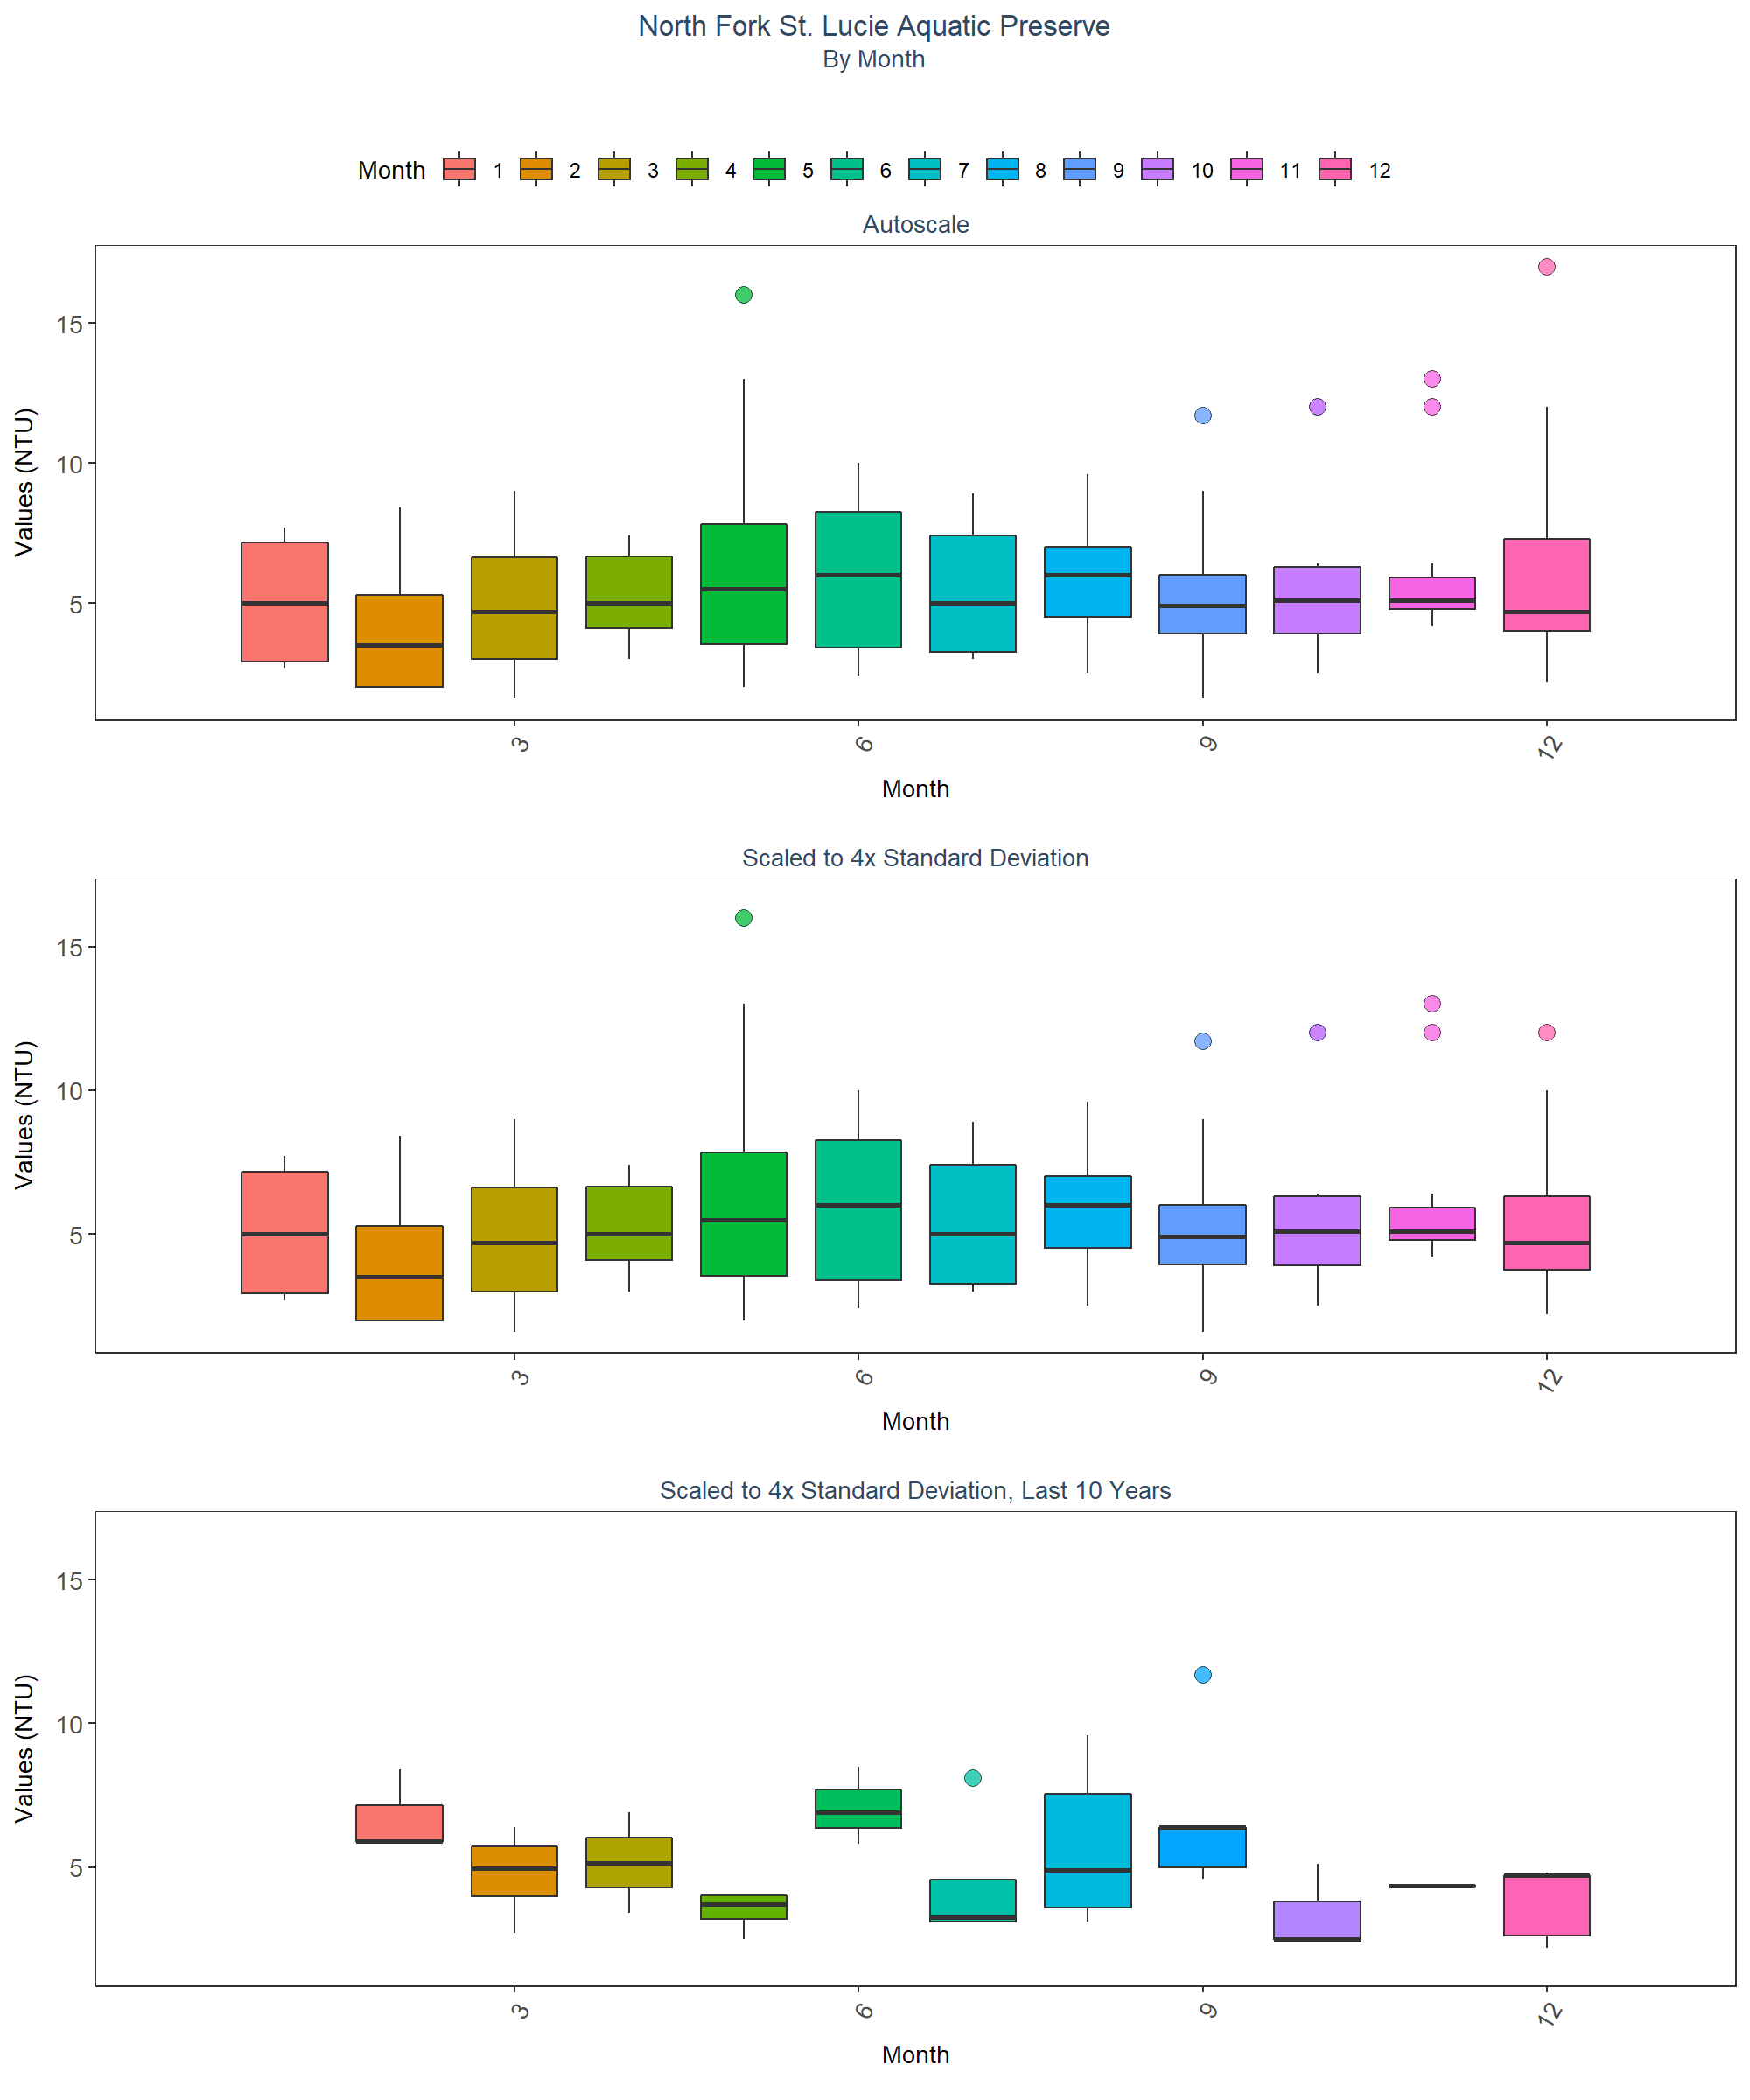 North Fork St. Lucie Aquatic Preserve
By Month
Month 1 2 3 4 5 6 7 8 9 10 11 12
Autoscale
Values (NTU)
15
10
5
3 6 9 12
Month
Scaled to 4x Standard Deviation
Values (NTU)
15
10
5
3 6 9 12
Month
Scaled to 4x Standard Deviation, Last 10 Years
Values (NTU)
15
10
5
3 6 9 12
Month